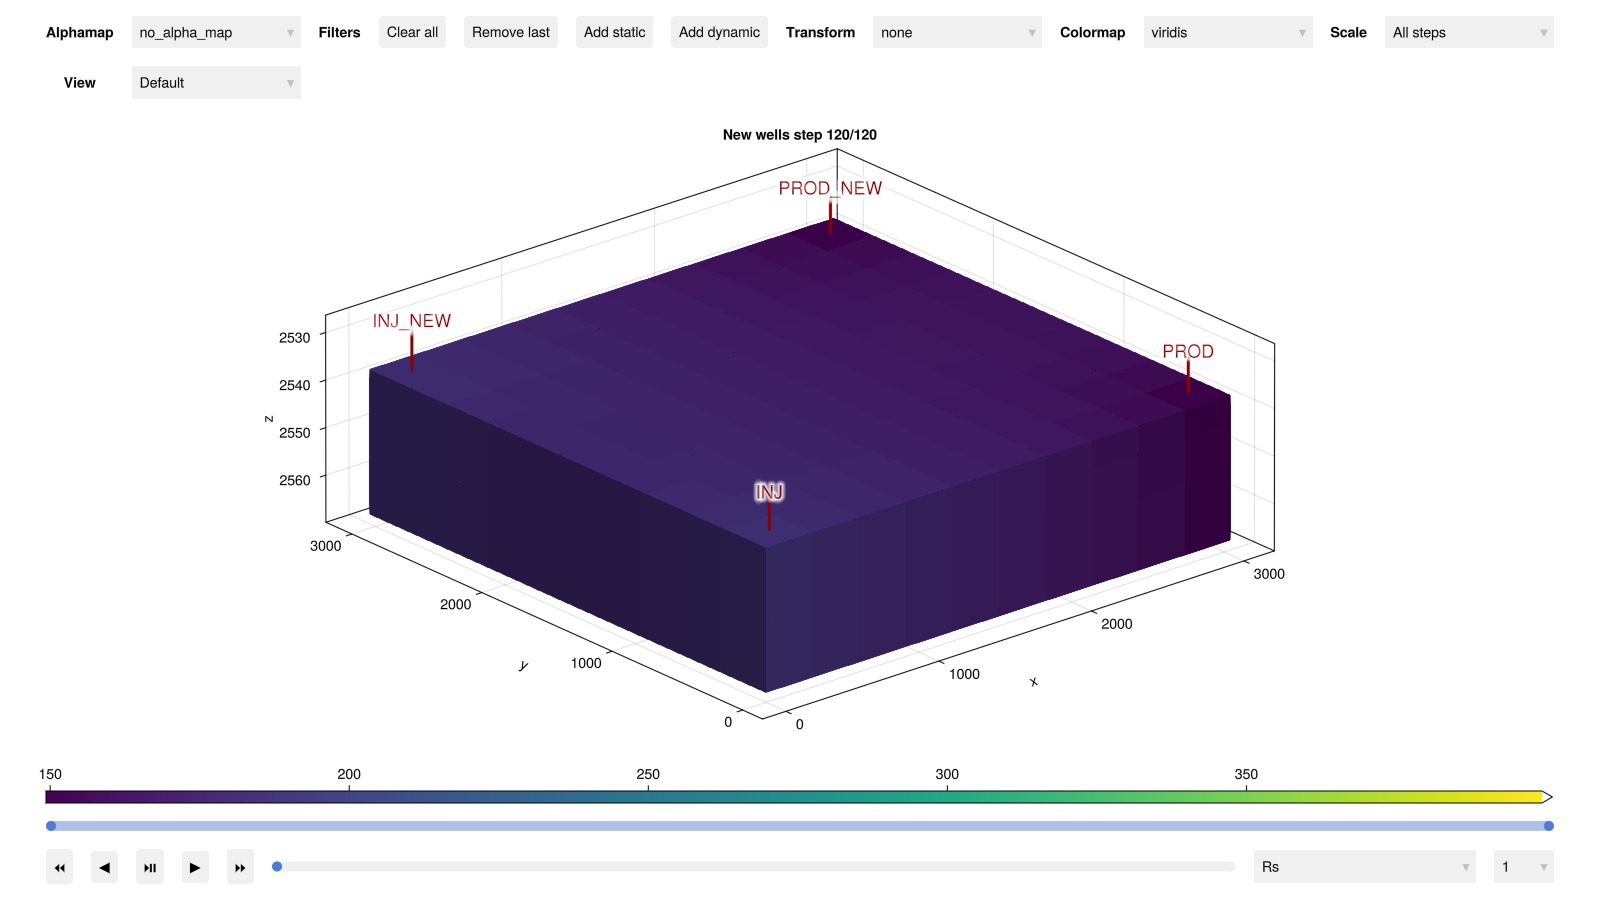 Alphamap no_alpha_map Filters Clear all Remove last Add static Add dynamic Transform none Colormap viridis Scale All steps
View Default
New wells step 120/120
PROD_NEW
INJ_NEW
PROD
INJ
2530
2540
2550
2560
z
3000
2000
1000
0
y
0
1000
2000
3000
x
150 200 250 300 350
Rs 1